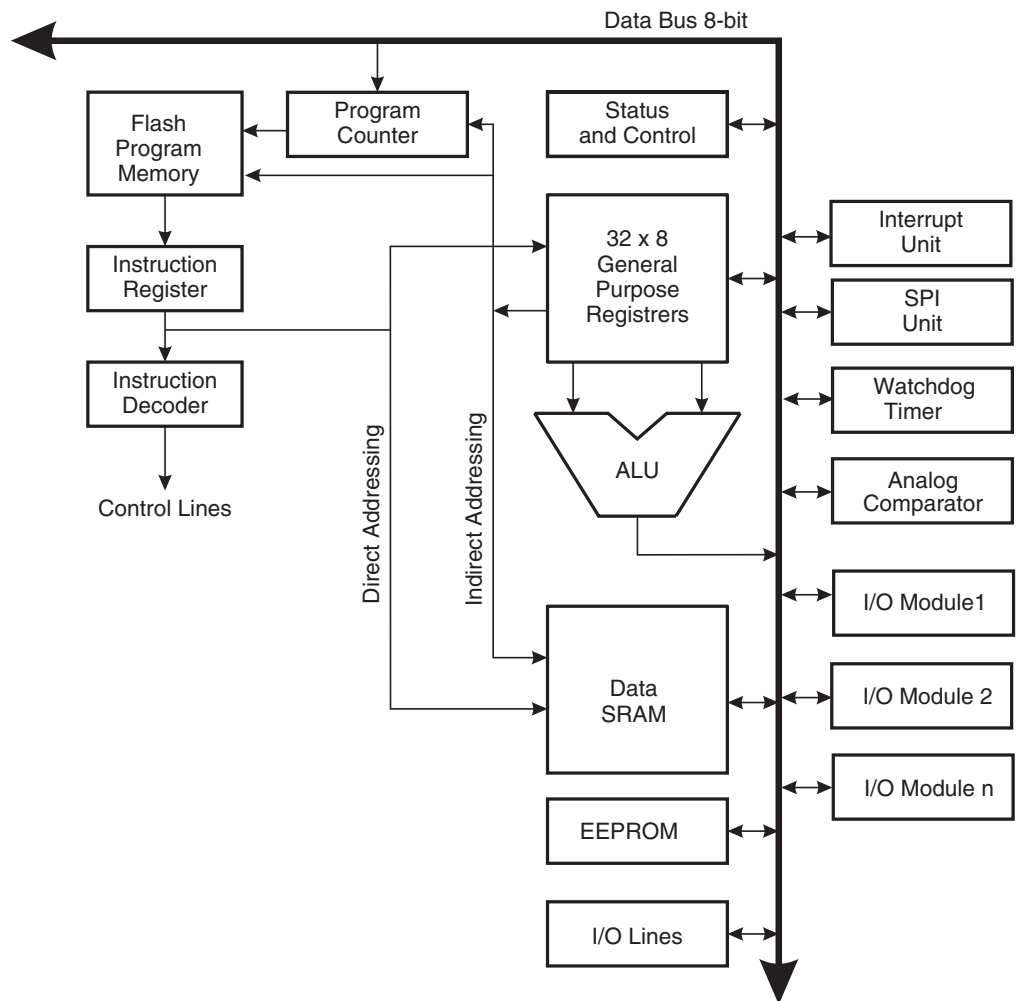 Data Bus 8-bit
Flash
Program
Memory
Program
Counter
Status
and Control
32 x 8
General
Purpose
Registrers
Interrupt
Unit
Instruction
Register
SPI
Unit
Instruction
Decoder
Watchdog
Timer
Control Lines
Direct Addressing
Indirect Addressing
ALU
Analog
Comparator
I/O Module1
Data
SRAM
I/O Module 2
I/O Module n
EEPROM
I/O Lines